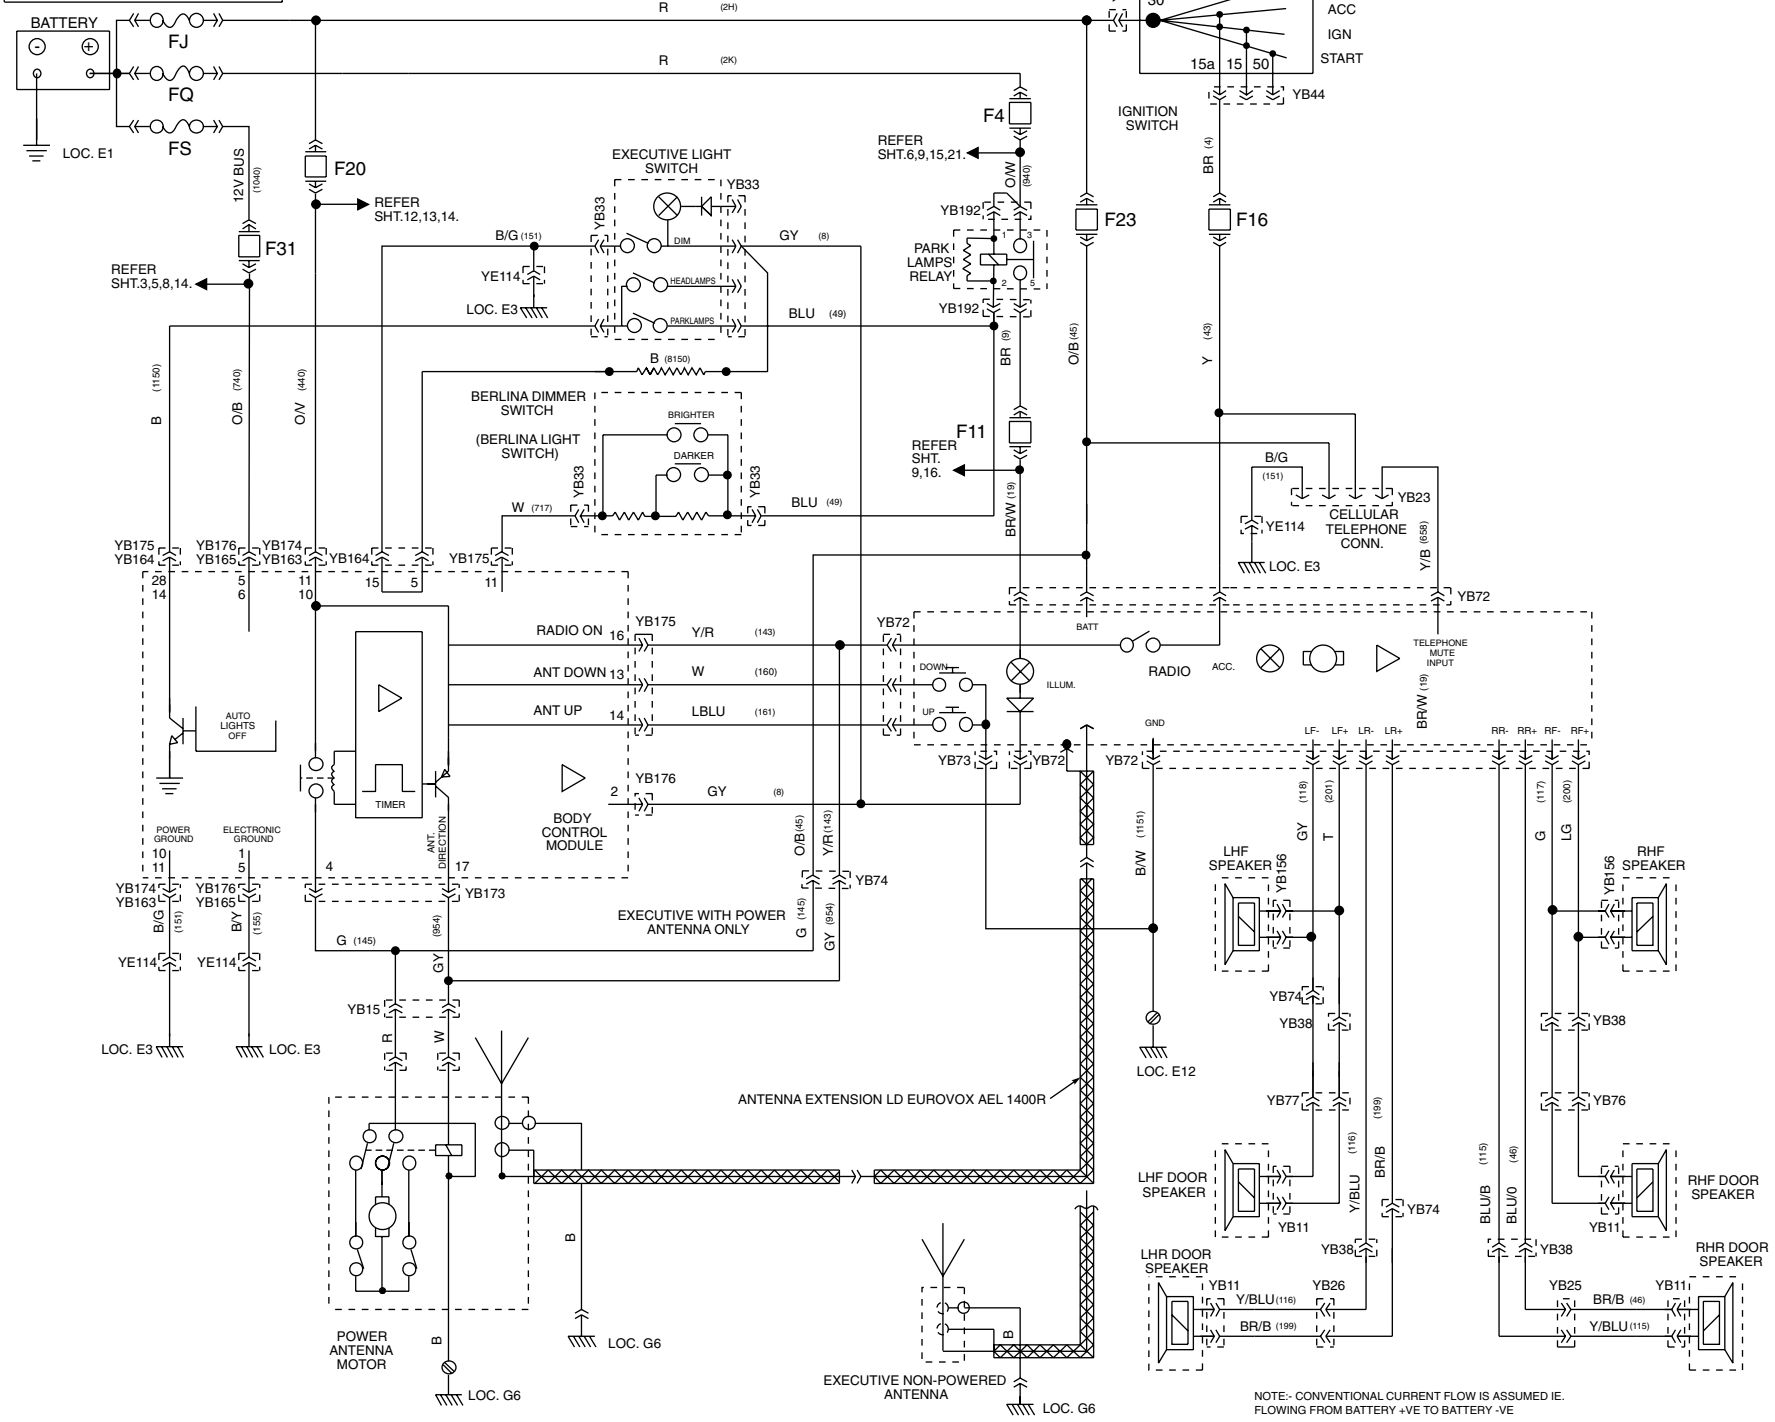 R (2H)
30
ACC
IGN
START
BATTERY
- +
FJ
R (2K)
FQ
15a 15 50
YB44
FS
LOC. E1
12V BUS
(1040)
F20
REFER
SHT.12,13,14.
F31
REFER
SHT.3,5,8,14.
EXECUTIVE LIGHT
SWITCH
YB33
YB33
DIM
HEADLAMPS
PARKLAMPS
B/G (151)
YE114
LOC. E3
GY (8)
BLU (49)
B (8150)
F4
REFER
SHT.6,9,15,21.
O/W
(940)
YB192
PARK
LAMPS
RELAY
1 3
2 5
YB192
IGNITION
SWITCH
BR (4)
F23
F16
BR (9)
O/B (45)
Y (43)
B (1150)
O/B (740)
O/V (440)
BERLINA DIMMER
SWITCH
(BERLINA LIGHT
SWITCH)
BRIGHTER
DARKER
YB33
YB33
W (717)
BLU (49)
F11
REFER
SHT.
9,16.
BR/W (19)
B/G
(151)
YE114
LOC. E3
YB23
CELLULAR
TELEPHONE
CONN.
Y/B (658)
YB72
YB175
YB164
YB176
YB165
YB174
YB163
YB164
YB175
28
14
5
6
11
10
15 5 11
RADIO ON 16
YB175
Y/R (143)
YB72
ANT DOWN 13
W (160)
ANT UP 14
LBLU (161)
DOWN
UP
ILLUM.
BATT
RADIO
ACC.
TELEPHONE
MUTE
INPUT
BR/W (19)
GND
LF- LF+ LR- LR+
RR- RR+ RF- RF+
AUTO
LIGHTS
OFF
TIMER
ANT.
DIRECTION
BODY
CONTROL
MODULE
2
YB176
GY (8)
YB73
YB72
YB72
POWER
GROUND
10
11
ELECTRONIC
GROUND
1
5
4 17
YB174
YB163
YB176
YB165
YB173
B/G (151)
B/Y (155)
YE114
YE114
LOC. E3
LOC. E3
G (145)
GY (954)
EXECUTIVE WITH POWER
ANTENNA ONLY
O/B (45)
Y/R (143)
YB74
G (145)
GY (954)
B/W (1151)
LOC. E12
YB15
R
W
ANTENNA EXTENSION LD EUROVOX AEL 1400R
POWER
ANTENNA
MOTOR
B
LOC. G6
B
LOC. G6
EXECUTIVE NON-POWERED
ANTENNA
B
LOC. G6
GY (118)
T (201)
G (117)
LG (200)
LHF
SPEAKER
YB156
YB156
RHF
SPEAKER
YB74
YB38
YB38
YB77
YB76
LHF DOOR
SPEAKER
YB11
Y/BLU (116)
BR/B (199)
YB74
YB38
BLU/B (115)
BLU/0 (46)
YB38
YB11
RHF DOOR
SPEAKER
LHR DOOR
SPEAKER
YB11
Y/BLU (116)
YB26
BR/B (199)
YB25
BR/B (46)
YB11
Y/BLU (115)
RHR DOOR
SPEAKER
NOTE:- CONVENTIONAL CURRENT FLOW IS ASSUMED IE.
FLOWING FROM BATTERY +VE TO BATTERY -VE